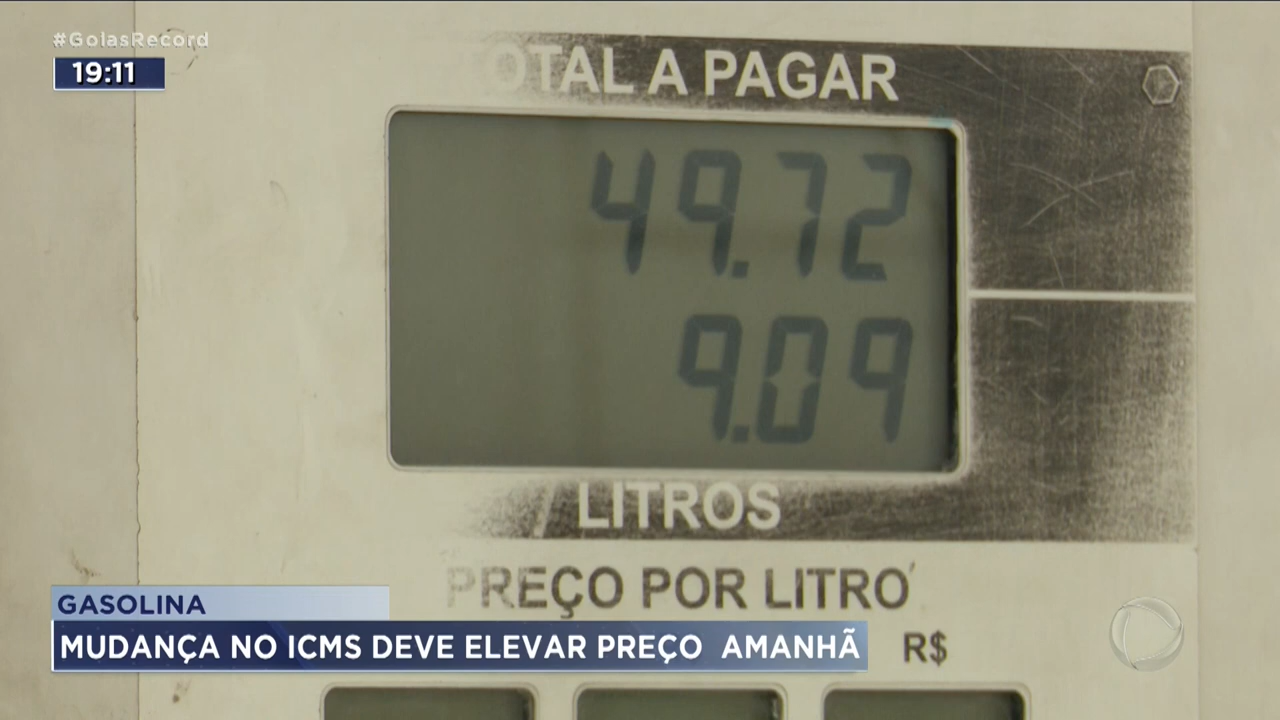 #GoiasRecord
19:11
TOTAL A PAGAR
49.72
9.09
LITROS
PREÇO POR LITRO
R$
GASOLINA
MUDANÇA NO ICMS DEVE ELEVAR PREÇO AMANHÃ